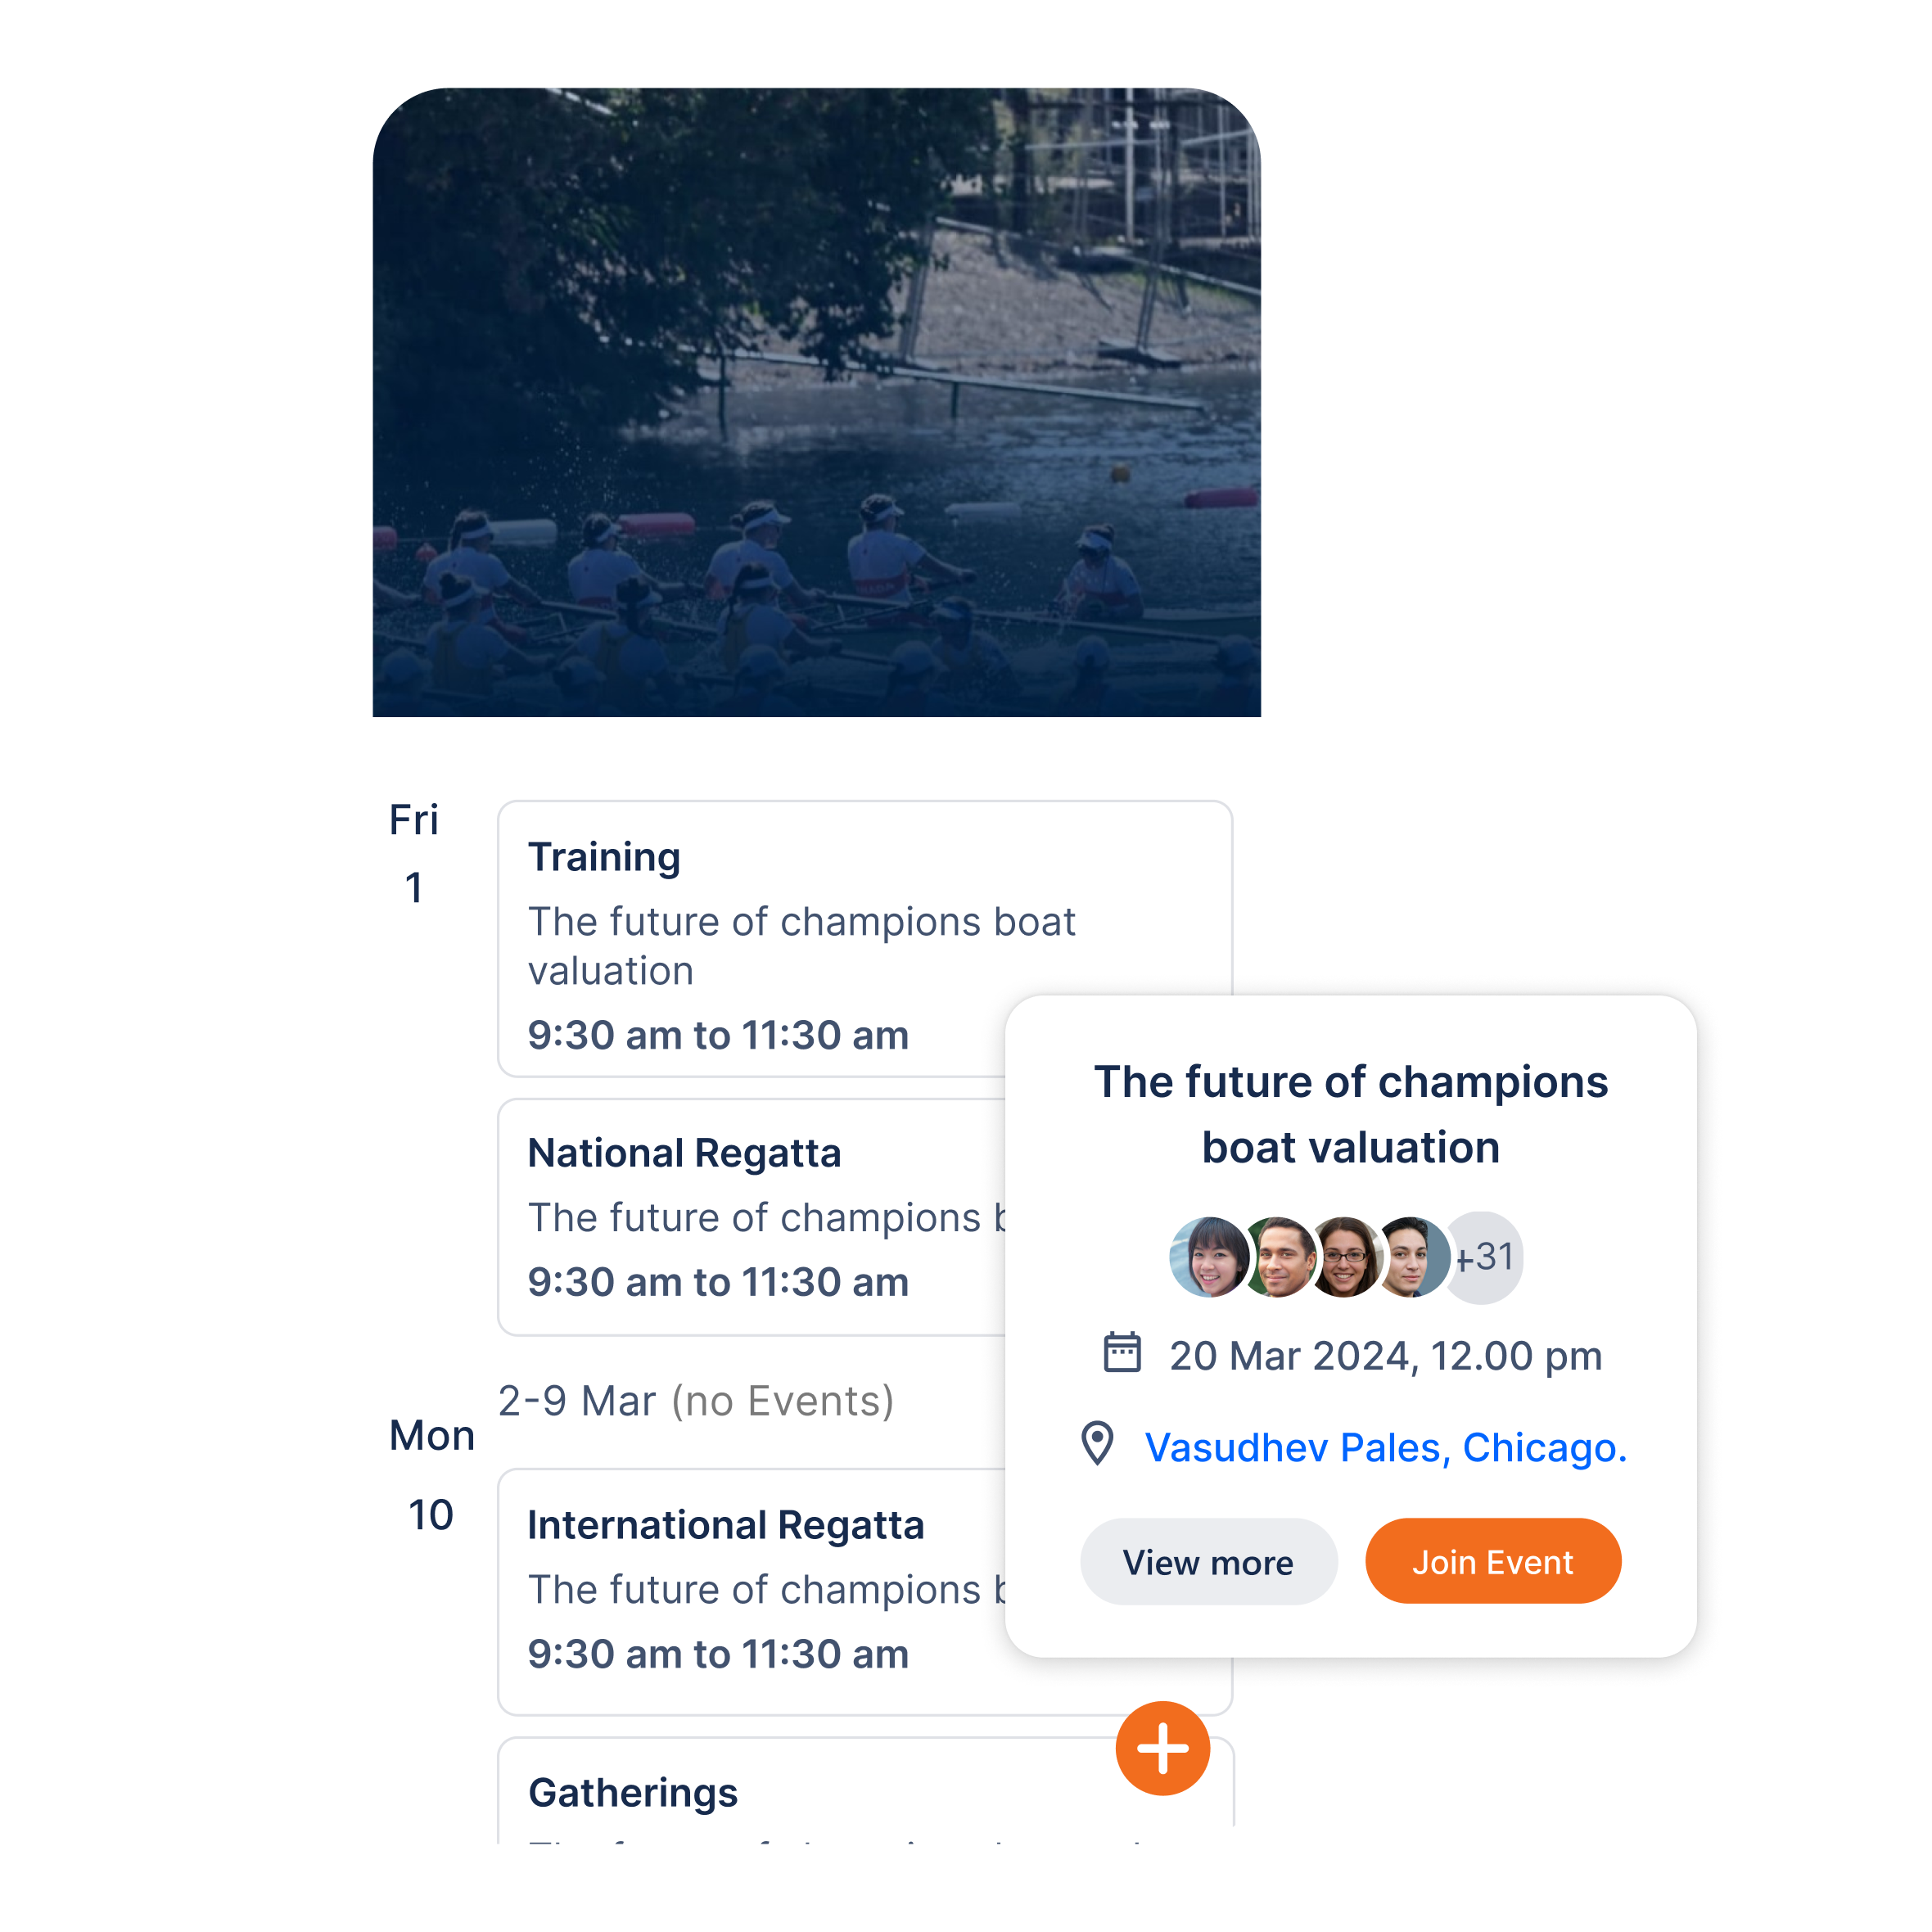 Fri
1
Training
The future of champions boat
valuation
9:30 am to 11:30 am
National Regatta
The future of champions
9:30 am to 11:30 am
2-9 Mar (no Events)
Mon
10
International Regatta
The future of champions
9:30 am to 11:30 am
Gatherings
The future of champions
boat valuation
+31
20 Mar 2024, 12.00 pm
Vasudhev Pales, Chicago.
View more
Join Event